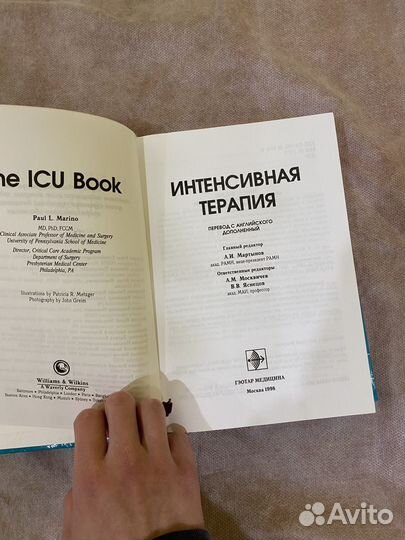 he ICU Book
Paul L. Marino
MD, PhD, FCCM
Clinical Associate Professor of Medicine and Surgery
University of Pennsylvania School of Medicine
Director, Critical Care Academic Program
Department of Surgery
Presbyterian Medical Center
Philadelphia, PA
Illustrations by Patricia R. Metzger
Photography by John Greim
Williams & Wilkins
A Waverly Company
ИНТЕНСИВНАЯ
ТЕРАПИЯ
ПЕРЕВОД С АНГЛИЙСКОГО
ДОПОЛНЕННЫЙ
Главный редактор
А.И. Мартынов
акад. РАМН, вице-президент РАМН
Ответственные редакторы
А.М. Москвичев
В.В. Яснецов
акад. МАИ, профессор
ГЭОТАР МЕДИЦИНА
Москва 1998
Avito